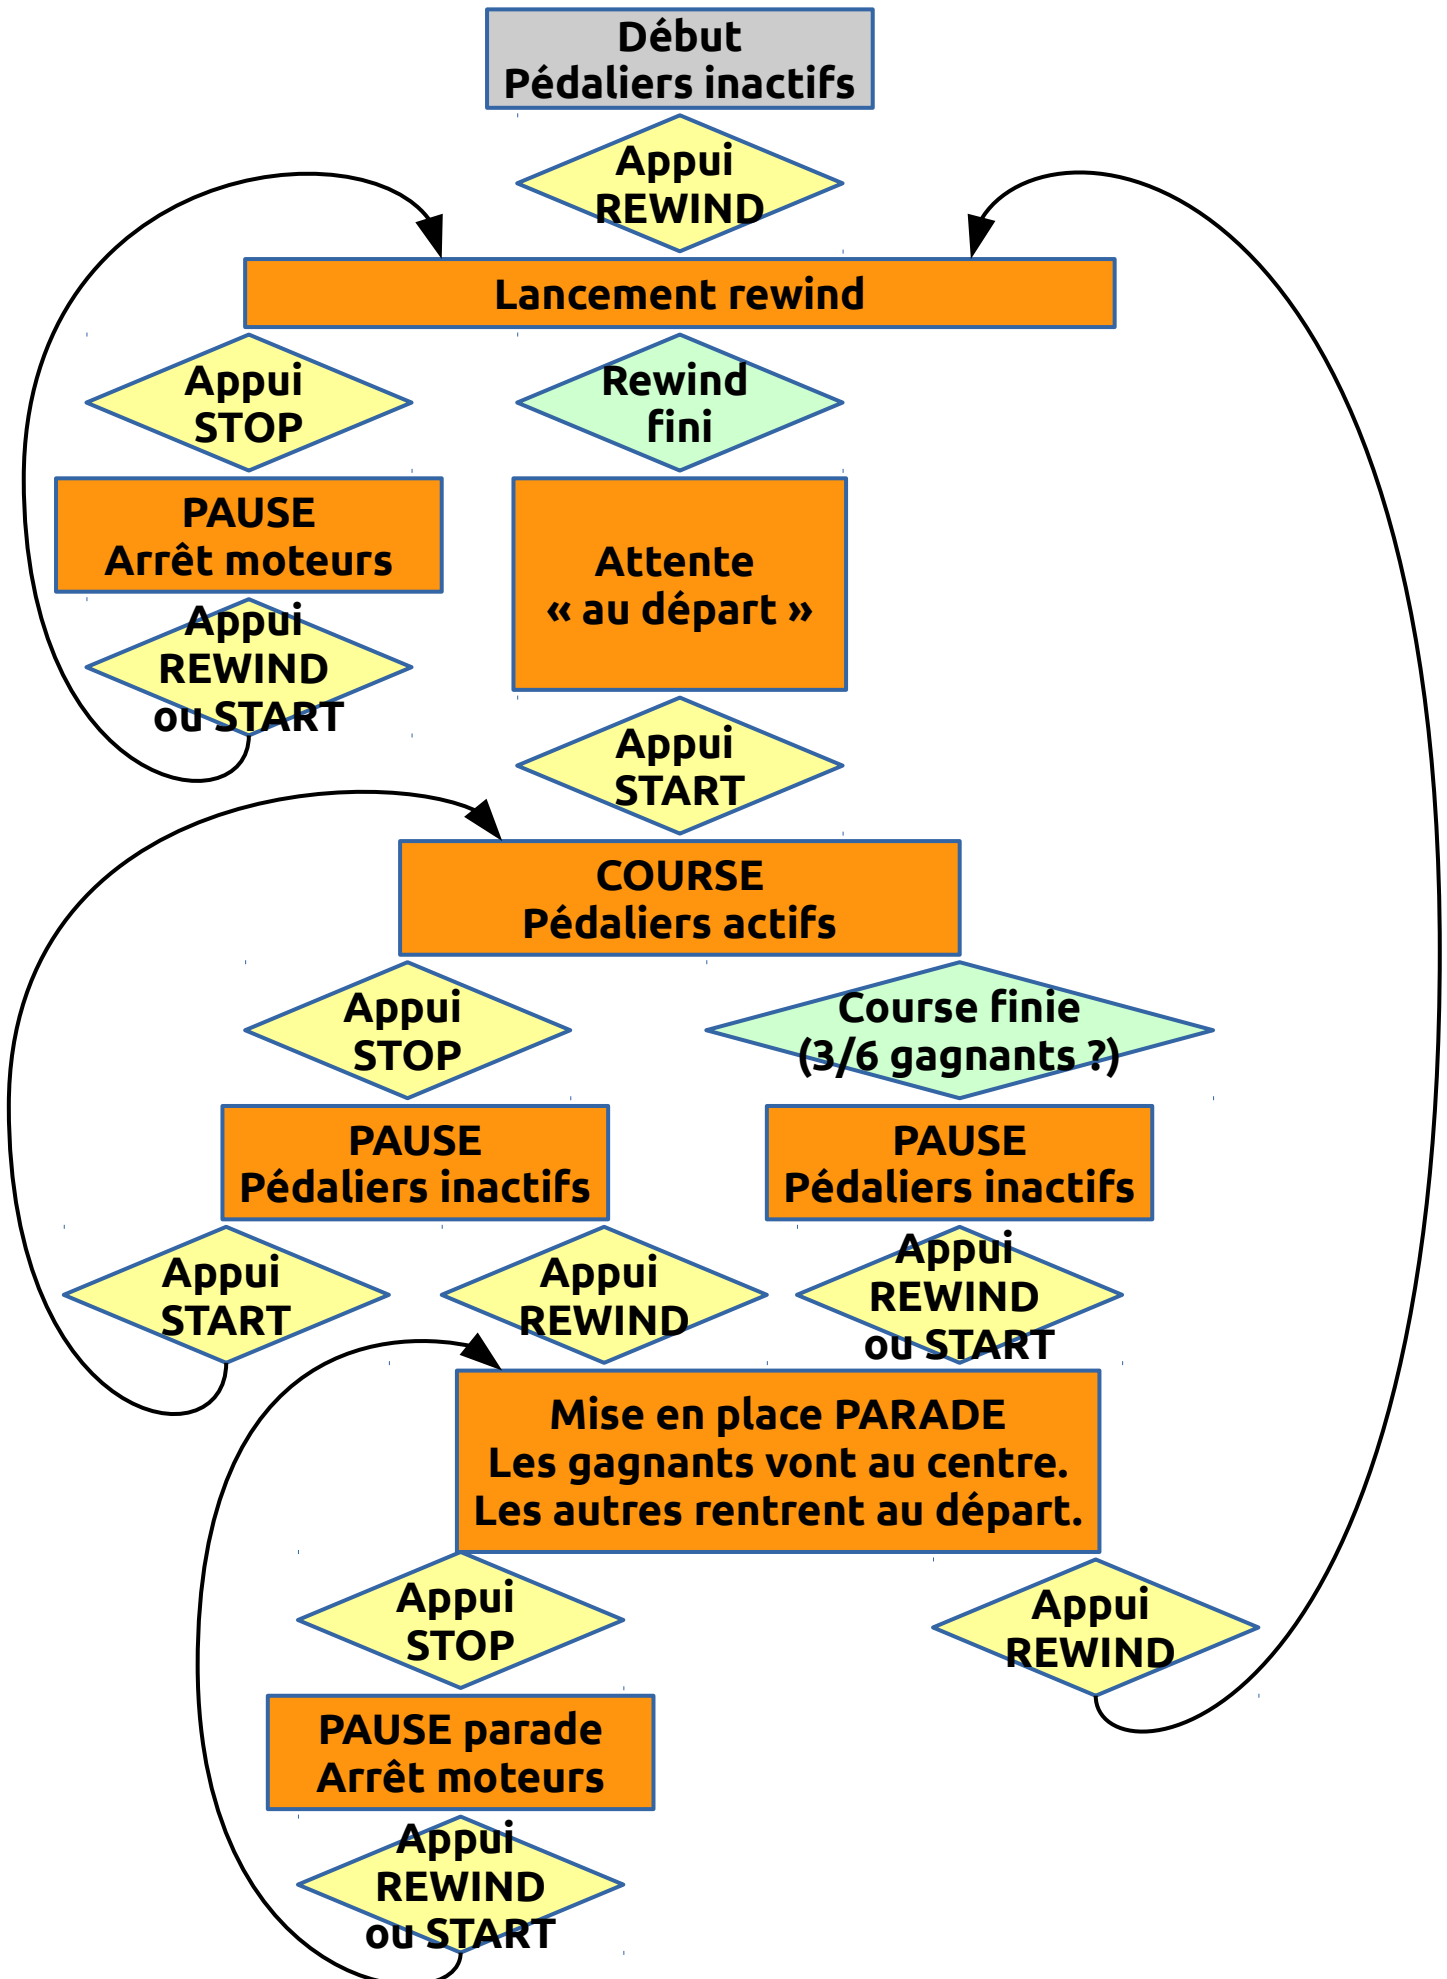 Début
Pédaliers inactifs
Appui
REWIND
Lancement rewind
Appui
STOP
Rewind
fini
PAUSE
Arrêt moteurs
Attente
« au départ »
Appui
REWIND
ou START
Appui
START
COURSE
Pédaliers actifs
Appui
STOP
Course finie
(3/6 gagnants ?)
PAUSE
Pédaliers inactifs
PAUSE
Pédaliers inactifs
Appui
START
Appui
REWIND
Appui
REWIND
ou START
Mise en place PARADE
Les gagnants vont au centre.
Les autres rentrent au départ.
Appui
STOP
Appui
REWIND
PAUSE parade
Arrêt moteurs
Appui
REWIND
ou START